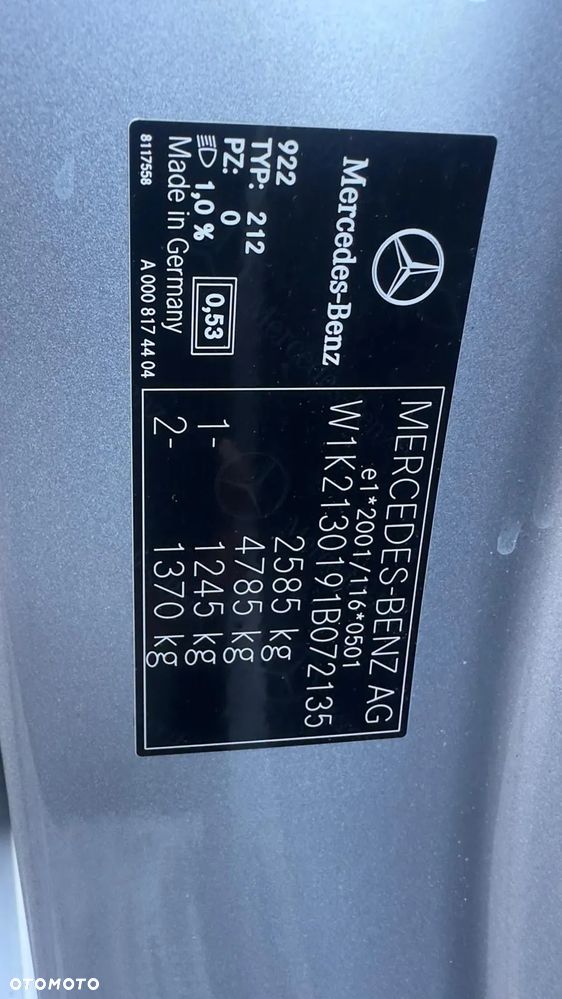 Mercedes-Benz
922
TYP: 212
PZ: 0
1,0 %
0,53
Made in Germany
8117558
A 000 817 44 04
MERCEDES-BENZ AG
e1*2001/116*0501
W1K2130191B072135
2585 kg
4785 kg
1- 1245 kg
2- 1370 kg
OTOMOTO